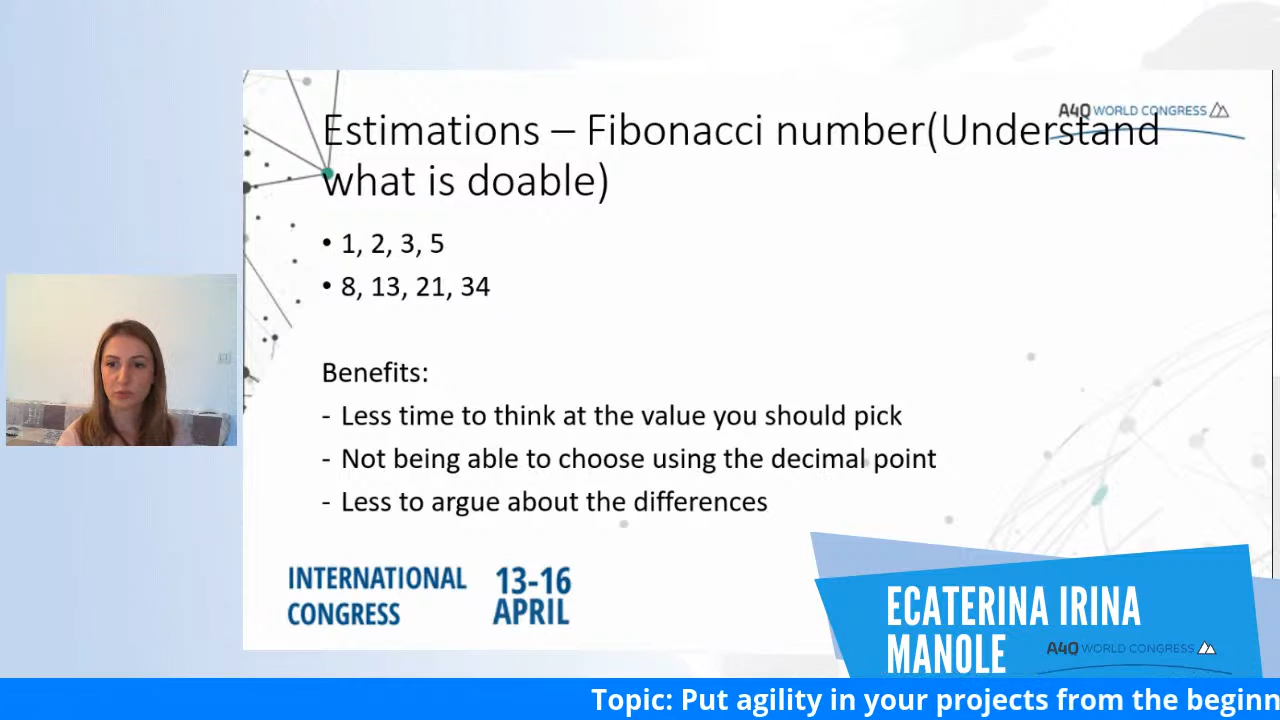 A4Q WORLD CONGRESS
Estimations – Fibonacci number(Understand
what is doable)
• 1, 2, 3, 5
• 8, 13, 21, 34
Benefits:
- Less time to think at the value you should pick
- Not being able to choose using the decimal point
- Less to argue about the differences
INTERNATIONAL
CONGRESS
13-16
APRIL
ECATERINA IRINA
MANOLE
A4Q WORLD CONGRESS
Topic: Put agility in your projects from the beginn